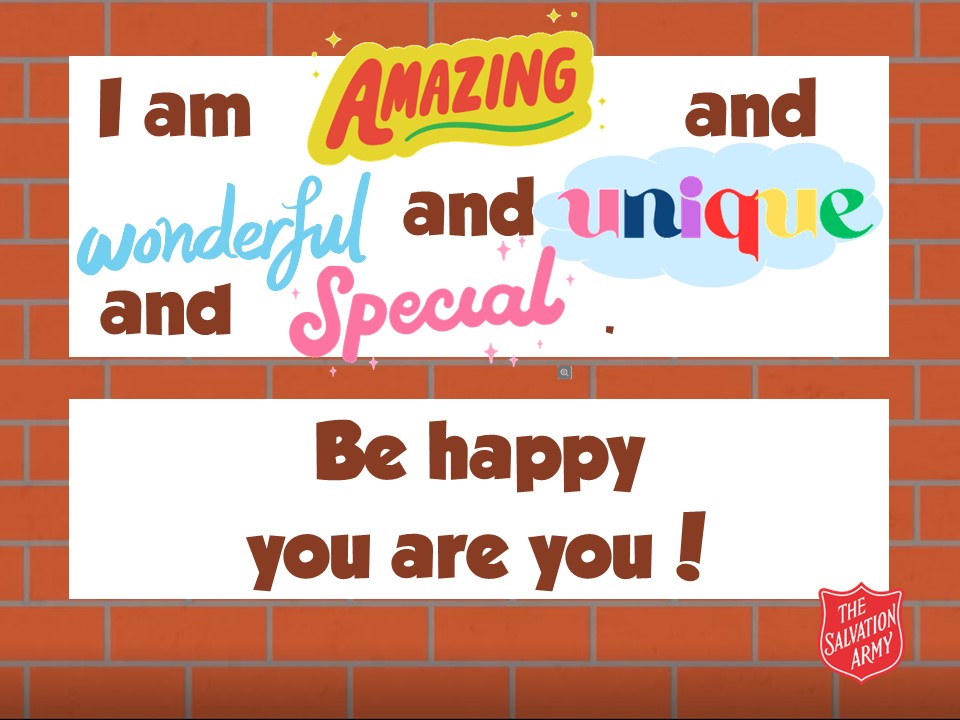 I am AMAZING and
wonderful and unique
and Special .
Be happy
you are you!
THE
SALVATION
ARMY